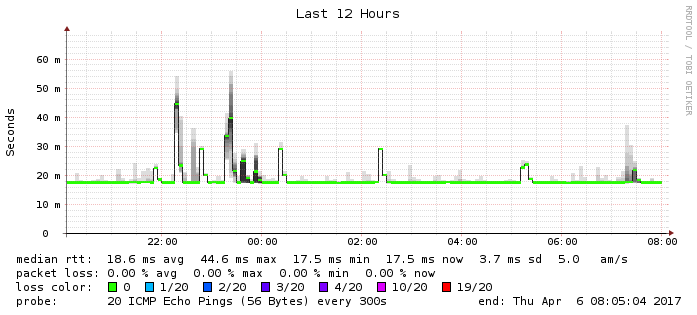 Last 12 Hours
RRDTOOL / TOBI OETIKER
Seconds
60 m
50 m
40 m
30 m
20 m
10 m
0
22:00 00:00 02:00 04:00 06:00 08:00
median rtt: 18.6 ms avg 44.6 ms max 17.5 ms min 17.5 ms now 3.7 ms sd 5.0 am/s
packet loss: 0.00 % avg 0.00 % max 0.00 % min 0.00 % now
loss color: 0 1/20 2/20 3/20 4/20 10/20 19/20
probe: 20 ICMP Echo Pings (56 Bytes) every 300s end: Thu Apr 6 08:05:04 2017